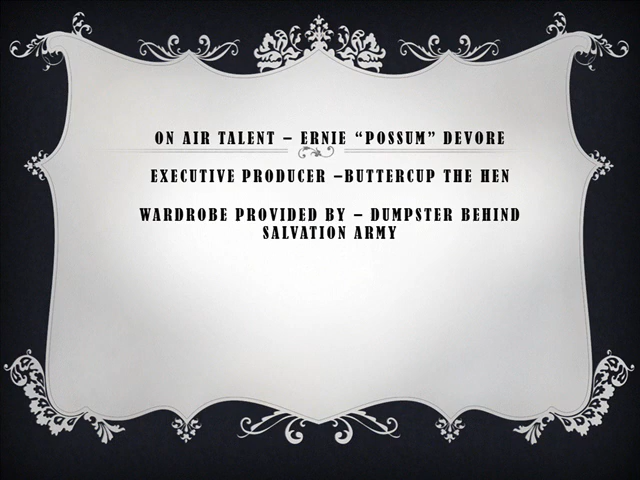 ON AIR TALENT – ERNIE “POSSUM” DEVORE
EXECUTIVE PRODUCER –BUTTERCUP THE HEN
WARDROBE PROVIDED BY – DUMPSTER BEHIND
SALVATION ARMY